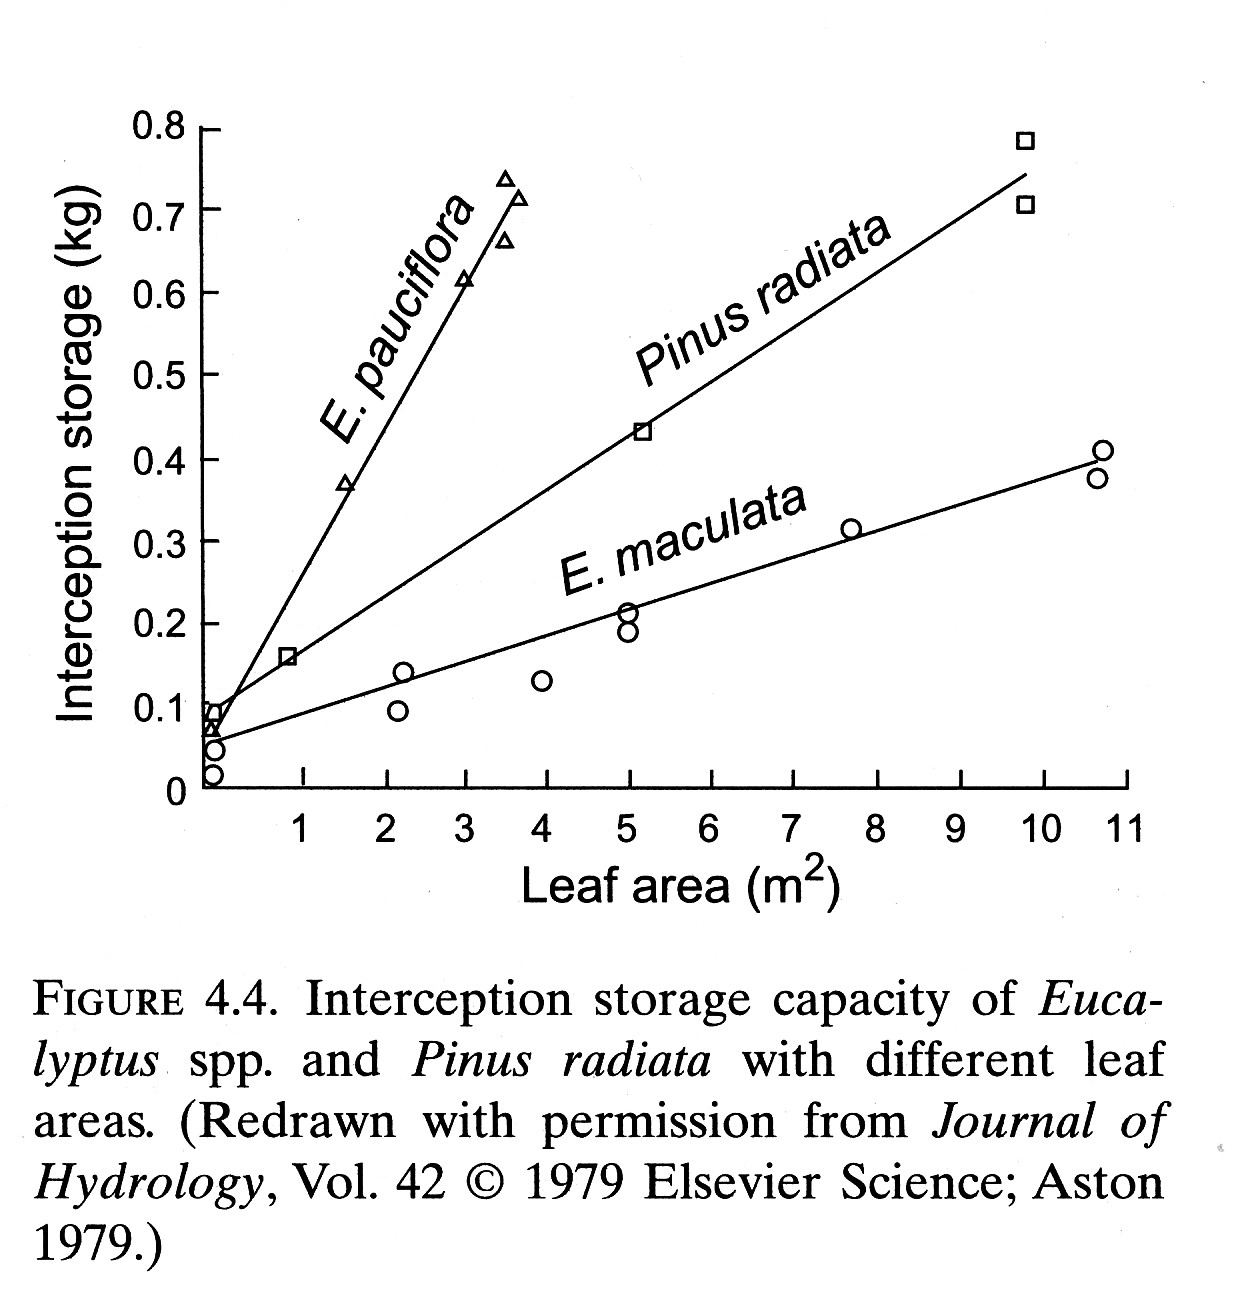 0.8
0.7
0.6
0.5
0.4
0.3
0.2
0.1
0
Interception storage (kg)
E. pauciflora
Pinus radiata
E. maculata
1 2 3 4 5 6 7 8 9 10 11
Leaf area (m²)
FIGURE 4.4. Interception storage capacity of Euca-
lyptus spp. and Pinus radiata with different leaf
areas. (Redrawn with permission from Journal of
Hydrology, Vol. 42 © 1979 Elsevier Science; Aston
1979.)